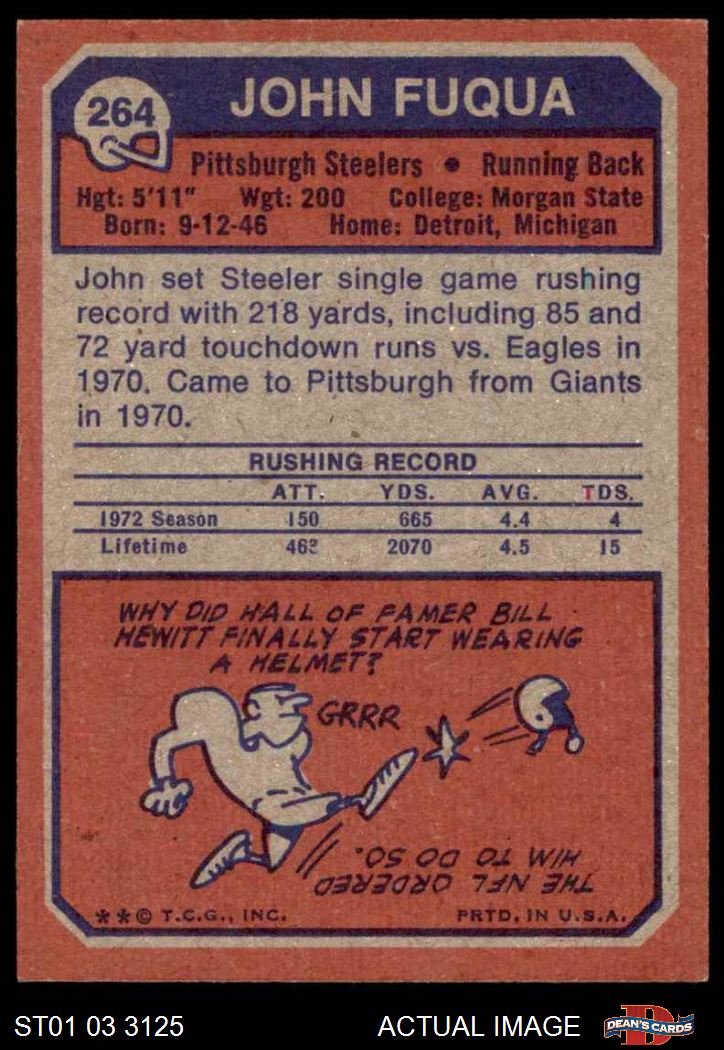 264
JOHN FUQUA
Pittsburgh Steelers • Running Back
Hgt: 5'11" Wgt: 200 College: Morgan State
Born: 9-12-46 Home: Detroit, Michigan
John set Steeler single game rushing
record with 218 yards, including 85 and
72 yard touchdown runs vs. Eagles in
1970. Came to Pittsburgh from Giants
in 1970.
RUSHING RECORD
ATT. YDS. AVG. TDS.
1972 Season 150 665 4.4 4
Lifetime 462 2070 4.5 15
WHY DID HALL OF FAMER BILL
HEWITT FINALLY START WEARING
A HELMET?
GRRR
THE NFL ORDERED
HIM TO DO SO.
**© T.C.G., INC. PRTD. IN U.S.A.
ST01 03 3125 ACTUAL IMAGE
D
DEAN'S CARDS